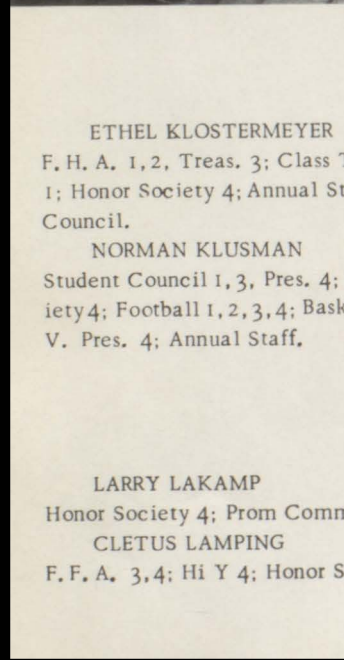 ETHEL KLOSTERMEYER
F. H. A. 1, 2, Treas. 3; Class
1; Honor Society 4; Annual
Council.
NORMAN KLUSMAN
Student Council 1, 3, Pres. 4;
iety 4; Football 1, 2, 3, 4;
V. Pres. 4; Annual Staff.
LARRY LAKAMP
Honor Society 4; Prom
CLETUS LAMPING
F. F. A. 3, 4; Hi Y 4; Honor